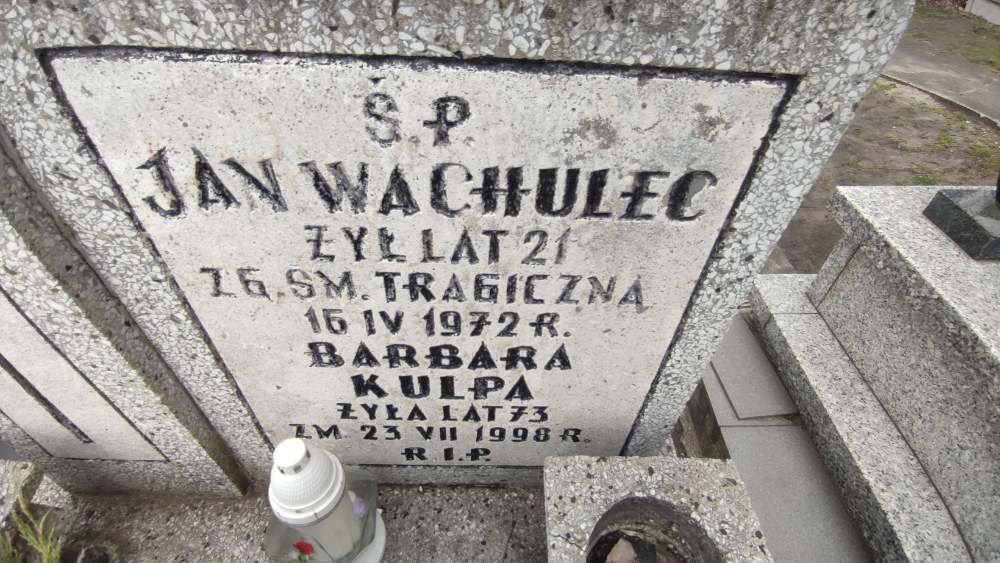 Ś.P.
JAN WACHULEC
ŻYŁ LAT 21
ZG. ŚM. TRAGICZNĄ
16 IV 1972 R.
BARBARA
KULPA
ŻYŁA LAT 73
ZM. 23 VII 1998 R.
R.I.P.